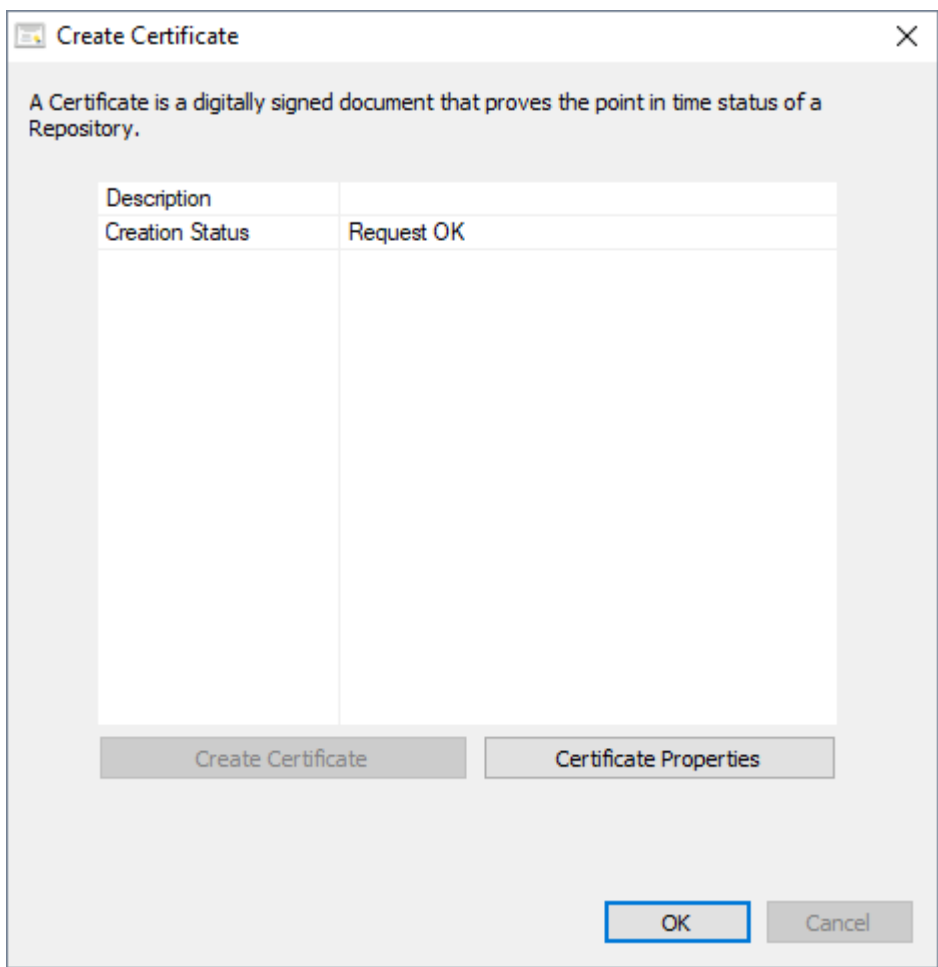 Create Certificate
A Certificate is a digitally signed document that proves the point in time status of a
Repository.
Description
Creation Status Request OK
Create Certificate Certificate Properties
OK Cancel